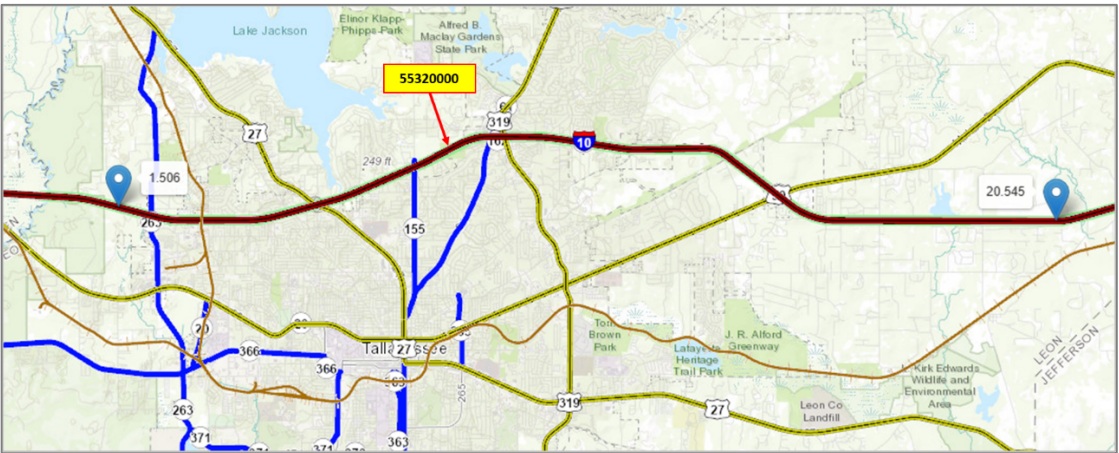 Lake Jackson
Elinor Klapp-
Phipps Park
Alfred B.
Maclay Gardens
State Park
55320000
319
27
10
249 ft
1.506
20.545
263
155
20
366
366
Tallahassee
27
Tom
Brown
Park
Lafayette
Heritage
Trail Park
J. R. Alford
Greenway
LEON
JEFFERSON
Kirk Edwards
Wildlife and
Environmental
Area
Leon Co
Landfill
263
371
371
363
265
319
27